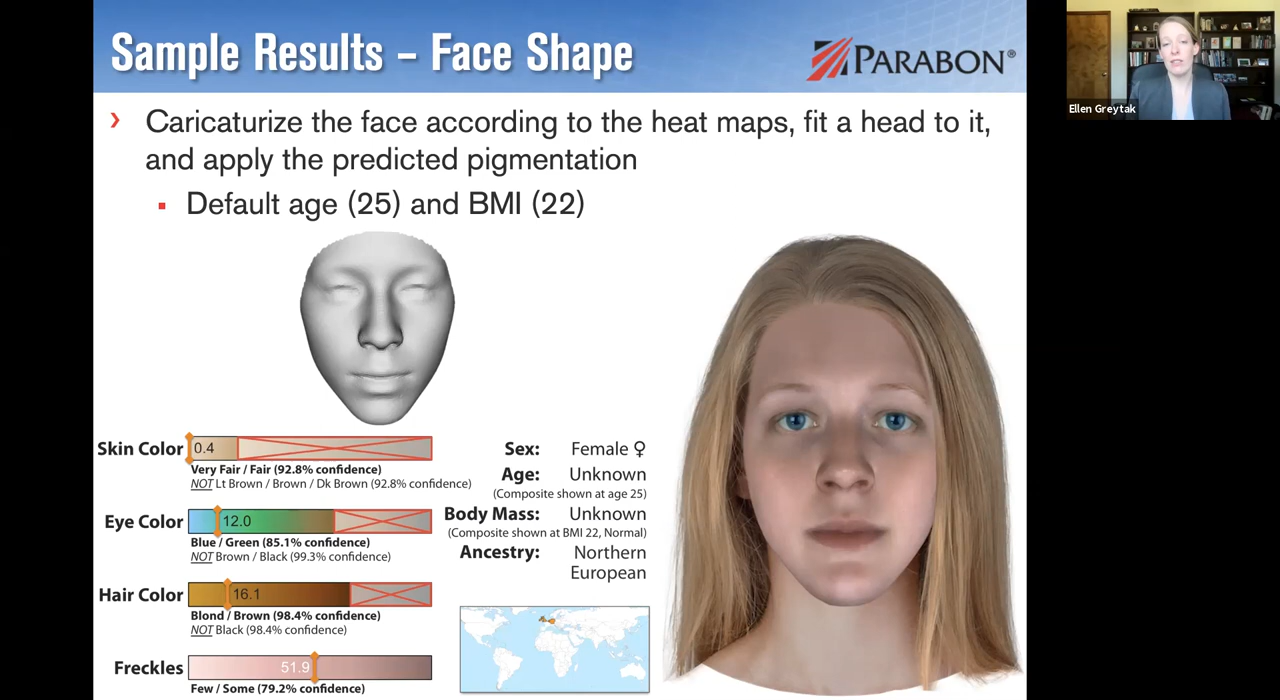 Sample Results – Face Shape
PARABON®
Ellen Greytak
› Caricaturize the face according to the heat maps, fit a head to it,
and apply the predicted pigmentation
▪ Default age (25) and BMI (22)
Skin Color
0.4
Very Fair / Fair (92.8% confidence)
NOT Lt Brown / Brown / Dk Brown (92.8% confidence)
Eye Color
12.0
Blue / Green (85.1% confidence)
NOT Brown / Black (99.3% confidence)
Hair Color
16.1
Blond / Brown (98.4% confidence)
NOT Black (98.4% confidence)
Freckles
51.9
Few / Some (79.2% confidence)
Sex: Female ♀
Age: Unknown
(Composite shown at age 25)
Body Mass: Unknown
(Composite shown at BMI 22, Normal)
Ancestry: Northern
European